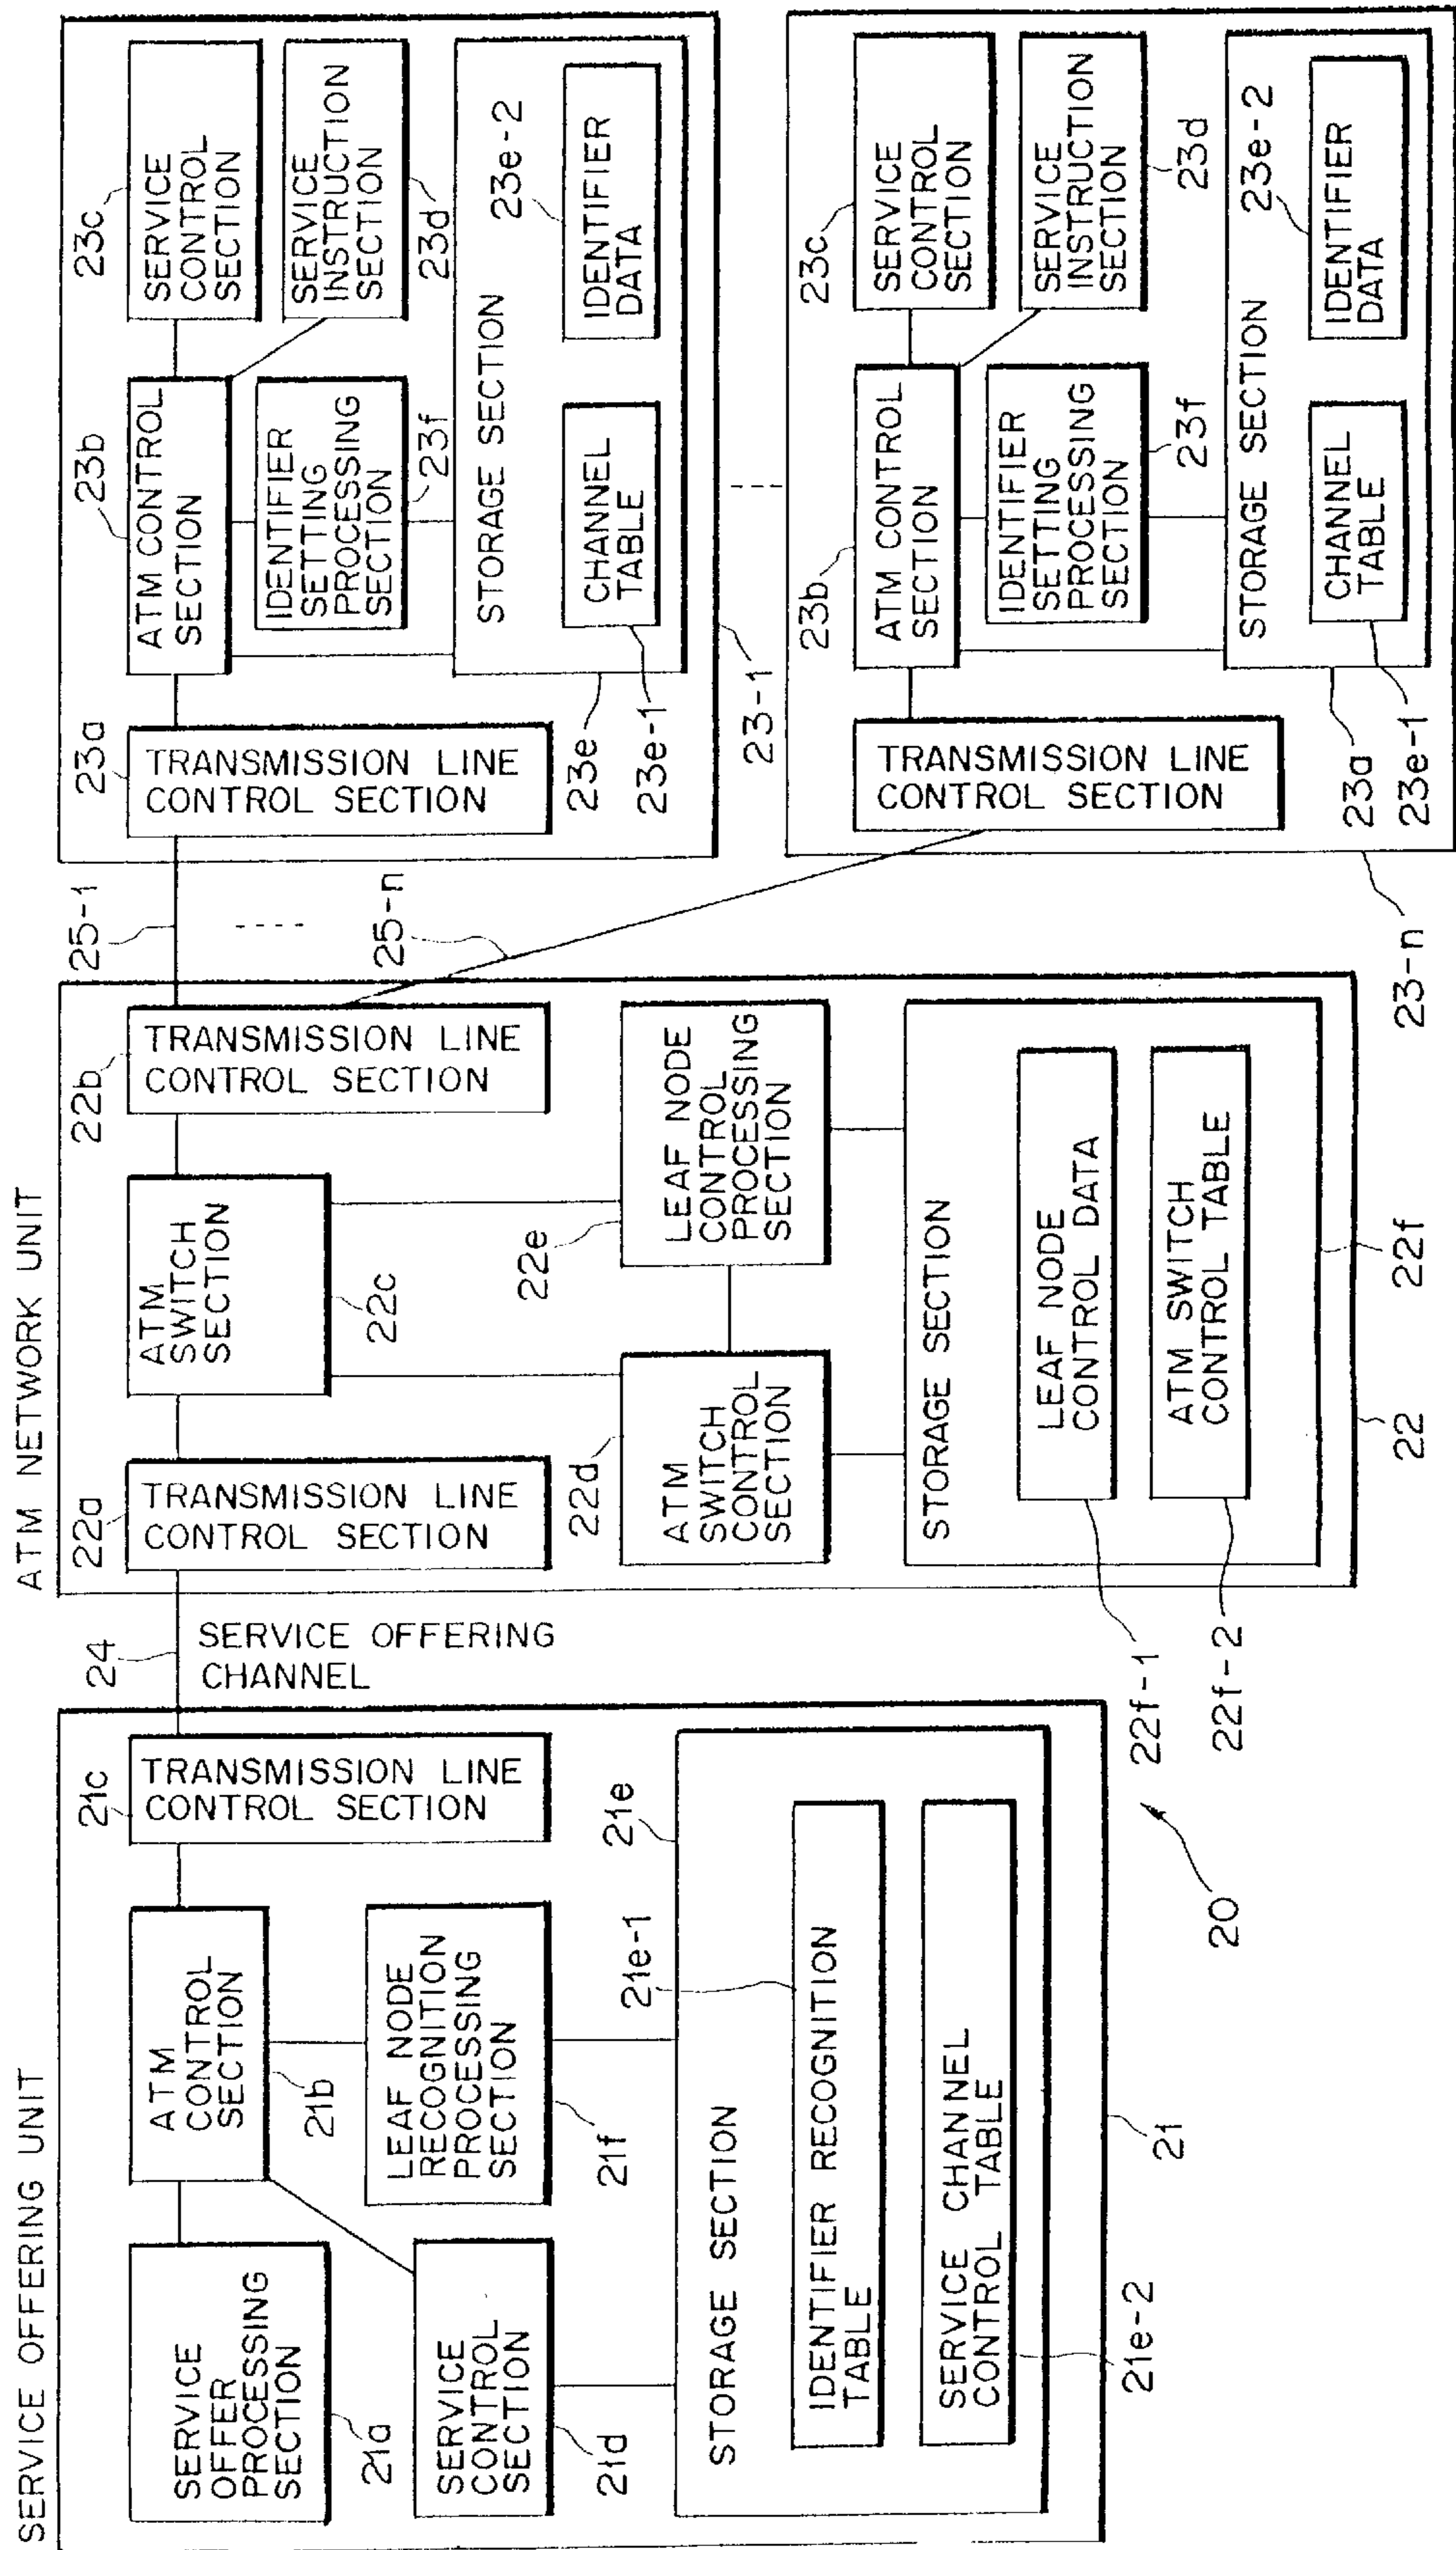 SERVICE OFFERING UNIT
SERVICE
OFFER
PROCESSING
SECTION
21a
ATM
CONTROL
SECTION
21b
21c
TRANSMISSION LINE
CONTROL SECTION
SERVICE
CONTROL
SECTION
21d
LEAF NODE
RECOGNITION
PROCESSING
SECTION
21f
21e
STORAGE SECTION
21e-1
IDENTIFIER RECOGNITION
TABLE
SERVICE CHANNEL
CONTROL TABLE
21e-2
21
20
24
SERVICE OFFERING
CHANNEL
ATM NETWORK UNIT
22a
TRANSMISSION LINE
CONTROL SECTION
ATM
SWITCH
SECTION
22c
22b
TRANSMISSION LINE
CONTROL SECTION
22d
ATM
SWITCH
CONTROL
SECTION
22e
LEAF NODE
CONTROL
PROCESSING
SECTION
STORAGE SECTION
LEAF NODE
CONTROL DATA
ATM SWITCH
CONTROL TABLE
22f-1
22f-2
22
22f
25-1
25-n
23a
TRANSMISSION LINE
CONTROL SECTION
23b
ATM CONTROL
SECTION
23c
SERVICE
CONTROL
SECTION
SERVICE
INSTRUCTION
SECTION
23d
IDENTIFIER
SETTING
PROCESSING
SECTION
23f
STORAGE SECTION
23e-2
CHANNEL
TABLE
IDENTIFIER
DATA
23e
23e-1
23-1
TRANSMISSION LINE
CONTROL SECTION
23b
ATM CONTROL
SECTION
23c
SERVICE
CONTROL
SECTION
SERVICE
INSTRUCTION
SECTION
23d
IDENTIFIER
SETTING
PROCESSING
SECTION
23f
STORAGE SECTION
23e-2
CHANNEL
TABLE
IDENTIFIER
DATA
23a
23e-1
23-n